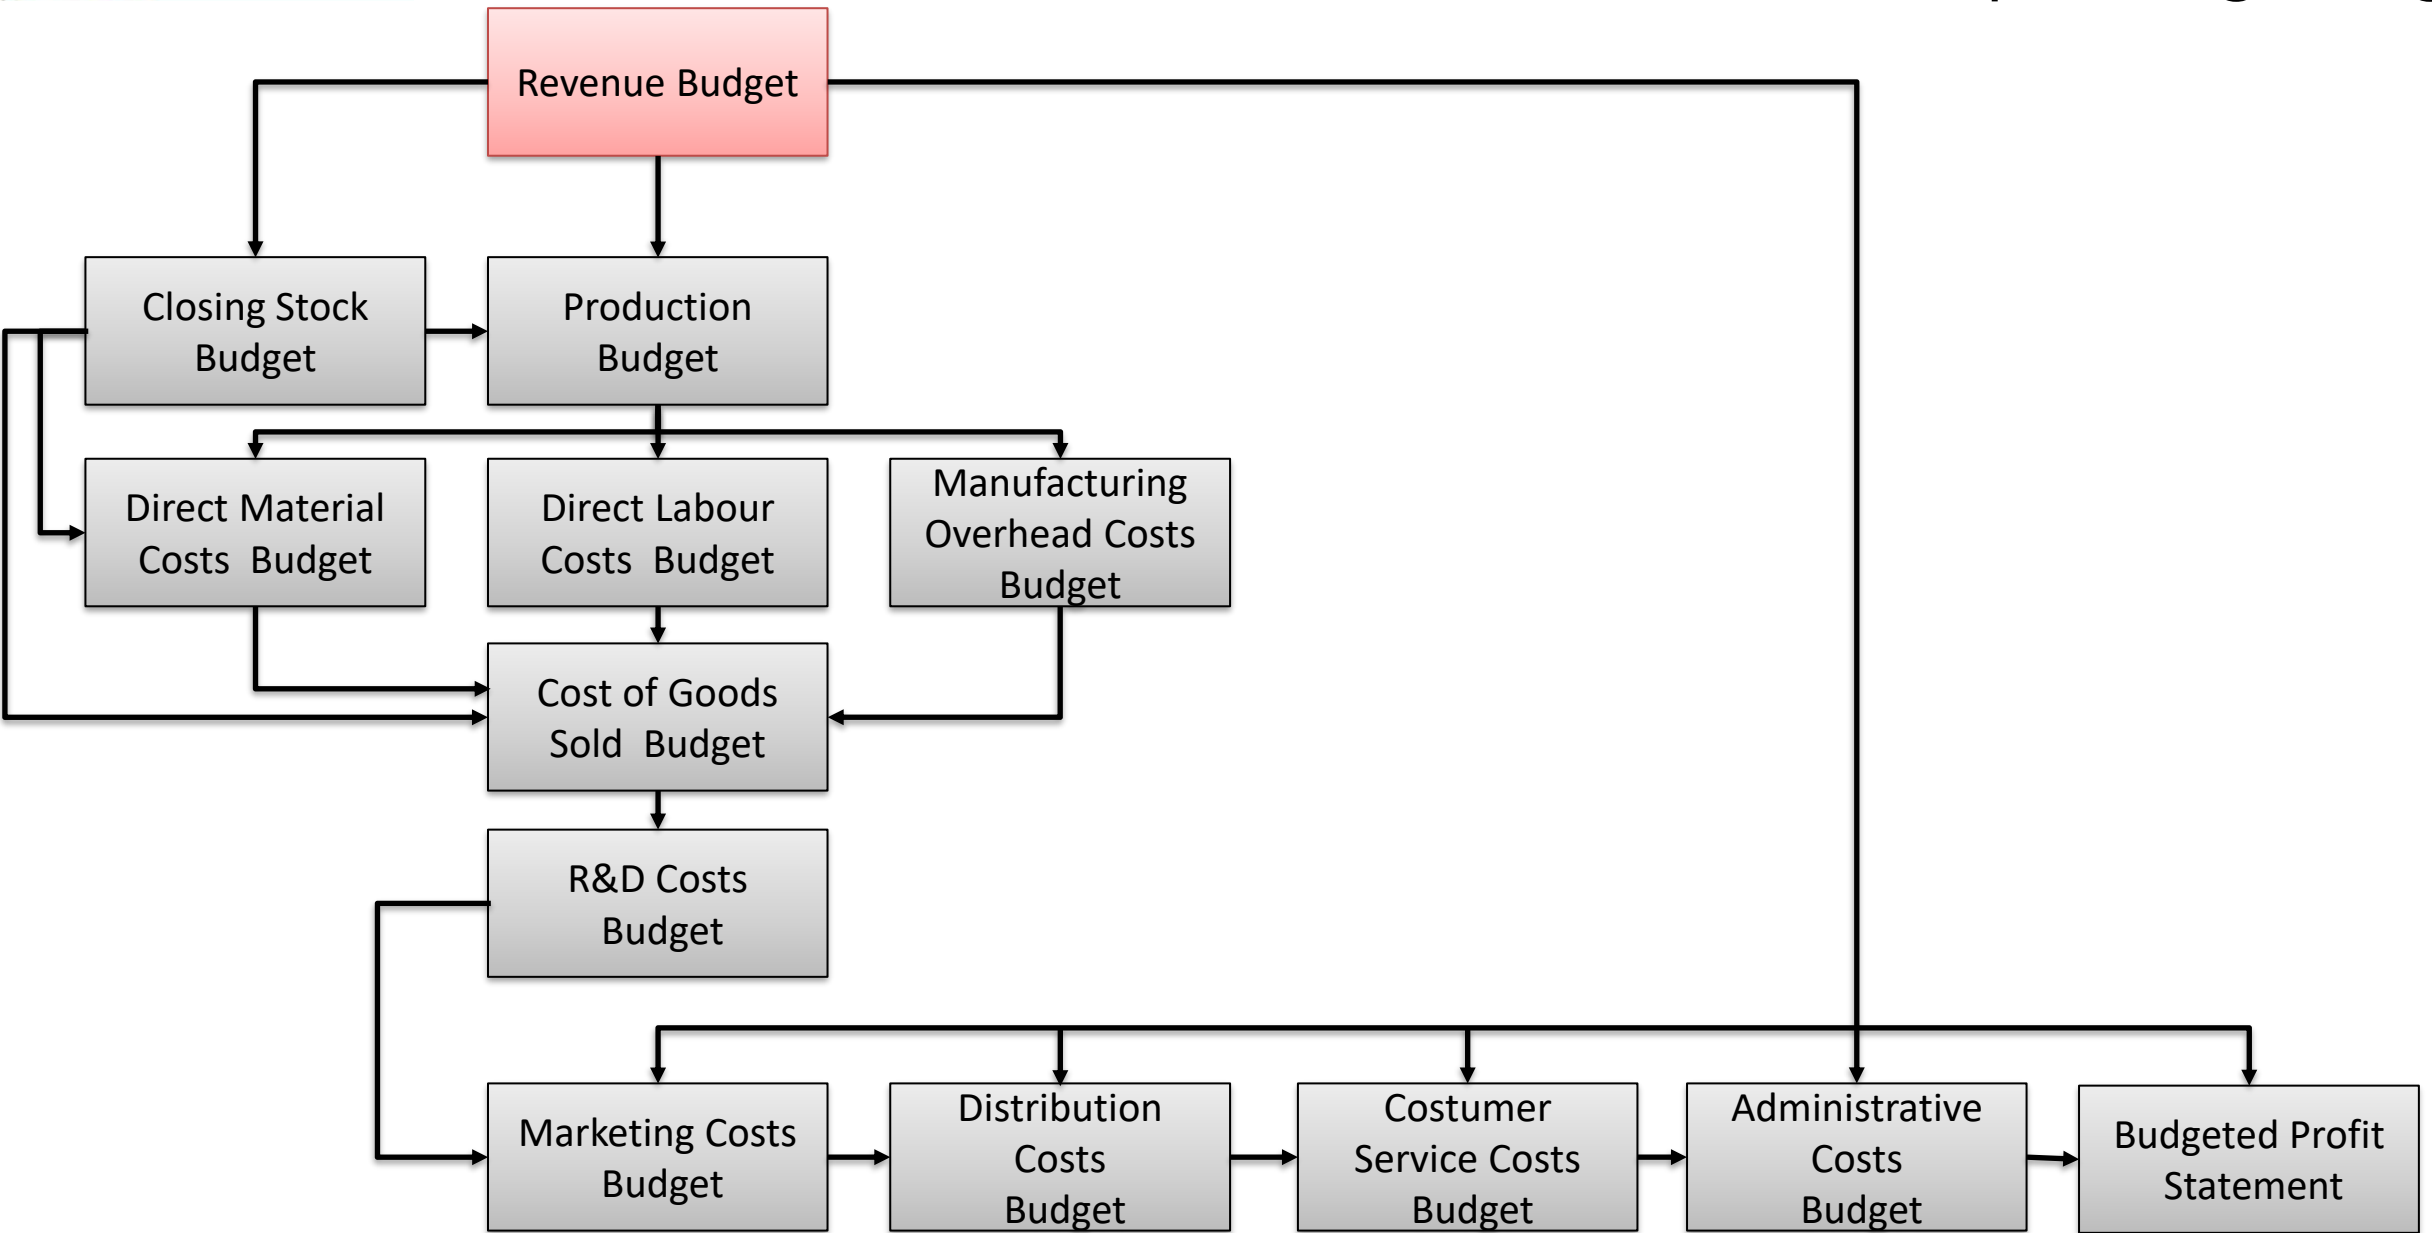 Revenue Budget
Closing Stock
Budget
Production
Budget
Direct Material
Costs  Budget
Direct Labour
Costs  Budget
Manufacturing
Overhead Costs
Budget
Cost of Goods
Sold  Budget
R&D Costs
Budget
Marketing Costs
Budget
Distribution
Costs
Budget
Costumer
Service Costs
Budget
Administrative
Costs
Budget
Budgeted Profit
Statement